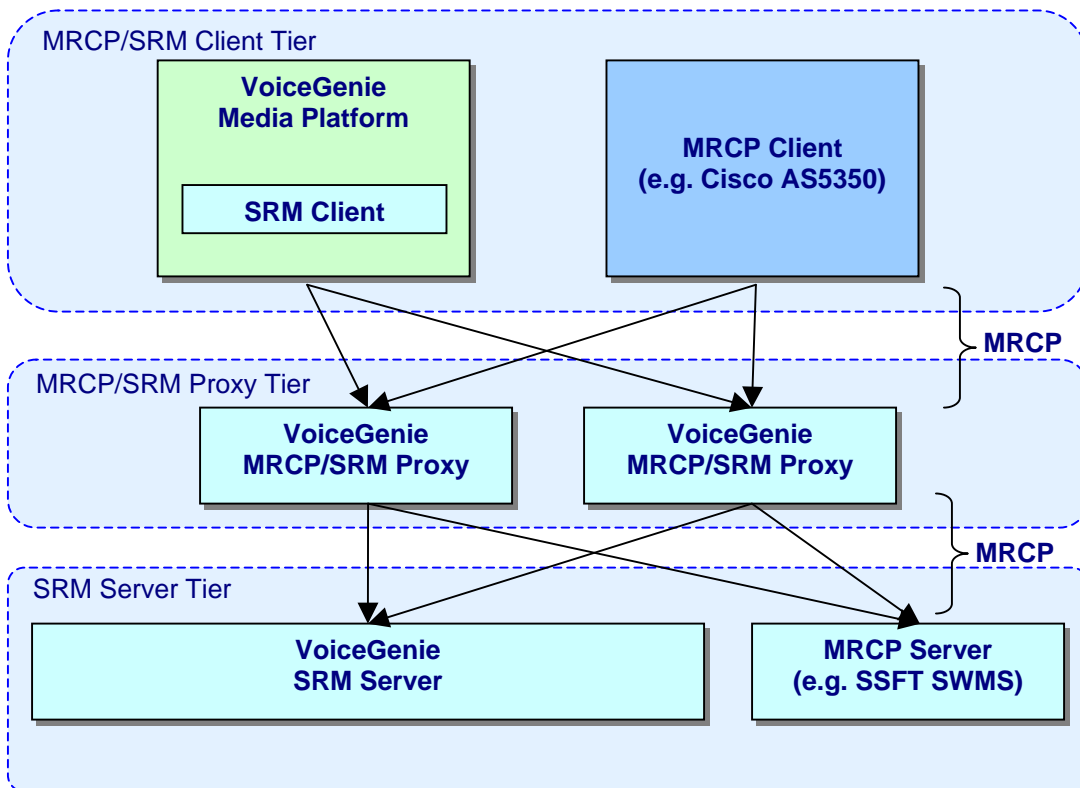 MRCP/SRM Client Tier
VoiceGenie
Media Platform
SRM Client
MRCP Client
(e.g. Cisco AS5350)
MRCP
MRCP/SRM Proxy Tier
VoiceGenie
MRCP/SRM Proxy
VoiceGenie
MRCP/SRM Proxy
MRCP
SRM Server Tier
VoiceGenie
SRM Server
MRCP Server
(e.g. SSFT SWMS)